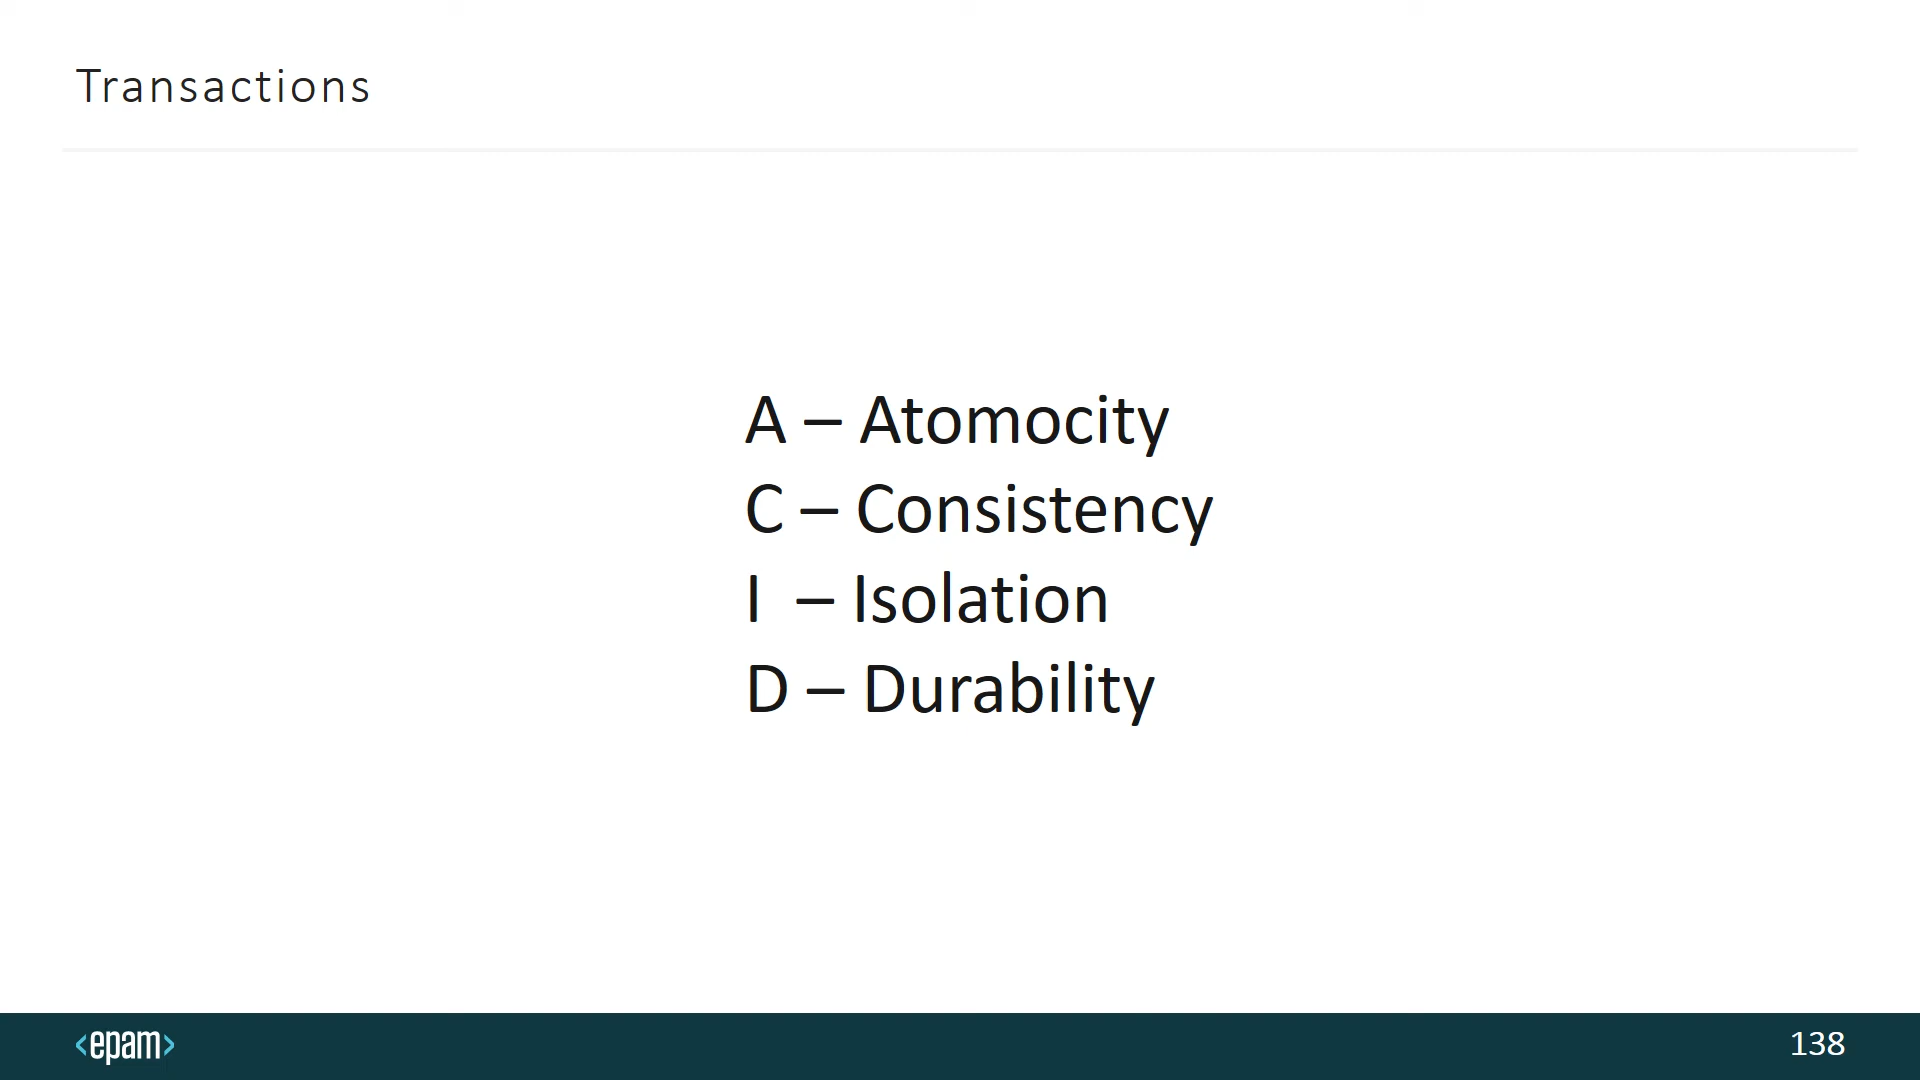 Transactions
A – Atomocity
C – Consistency
I – Isolation
D – Durability
<epam>
138